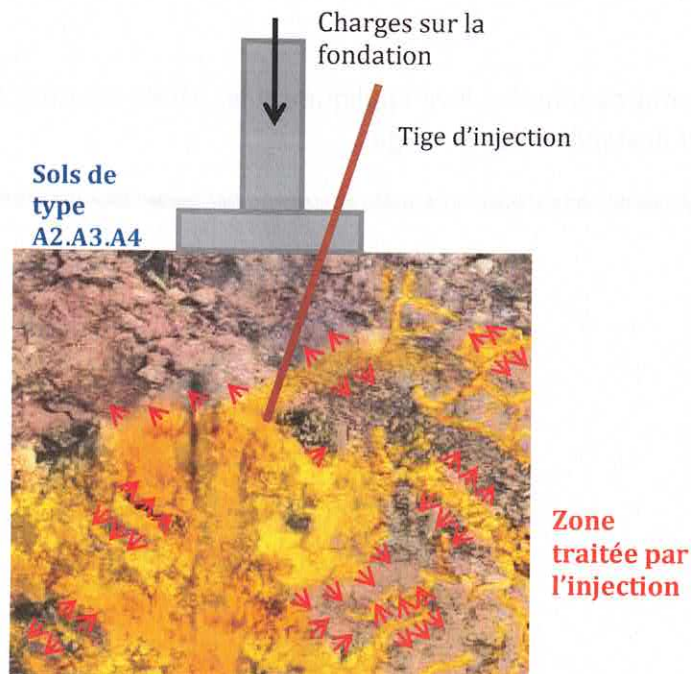 Charges sur la
fondation
Tige d’injection
Sols de
type
A2.A3.A4
Zone
traitée par
l’injection